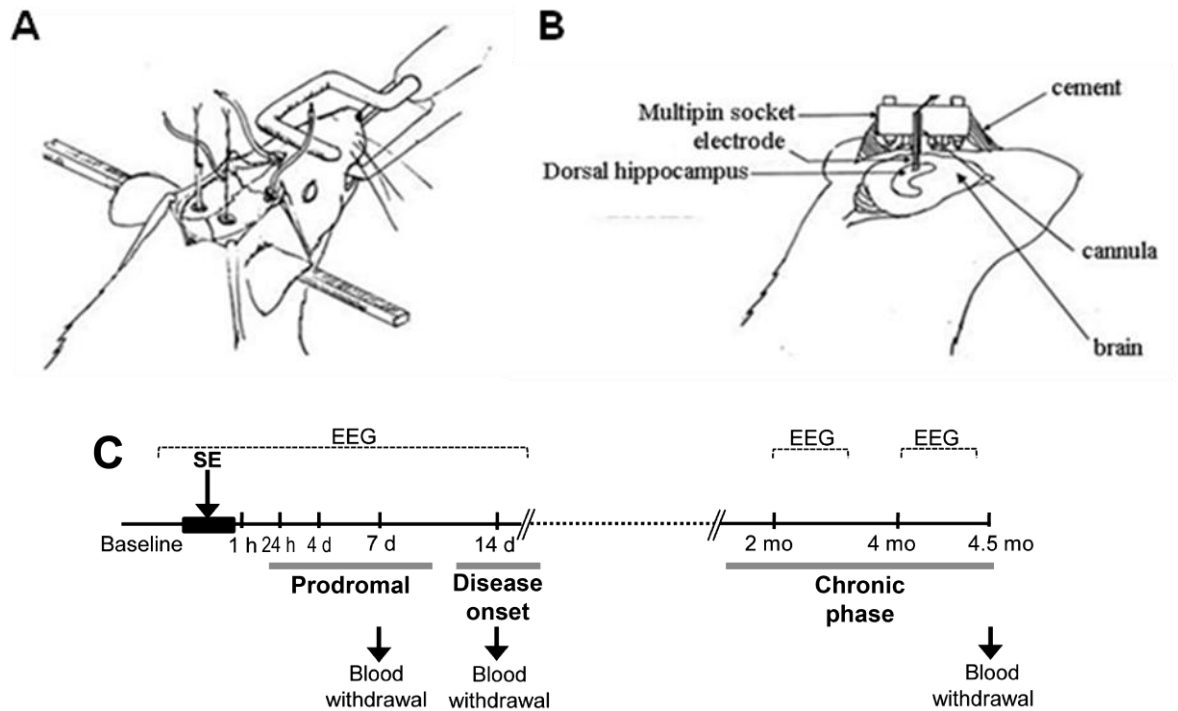 A
B
Multipin socket
electrode
Dorsal hippocampus
cement
cannula
brain
C
EEG
EEG
EEG
SE
Baseline
1 h
24 h
4 d
7 d
14 d
2 mo
4 mo
4.5 mo
Prodromal
Disease
onset
Chronic
phase
Blood
withdrawal
Blood
withdrawal
Blood
withdrawal